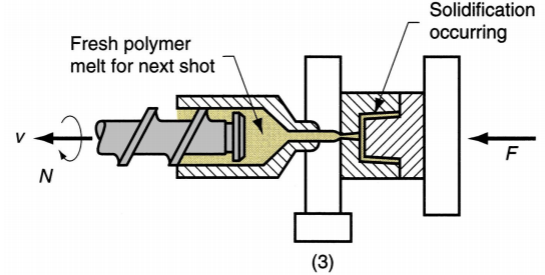 Solidification
occurring
Fresh polymer
melt for next shot
v
N
F
(3)